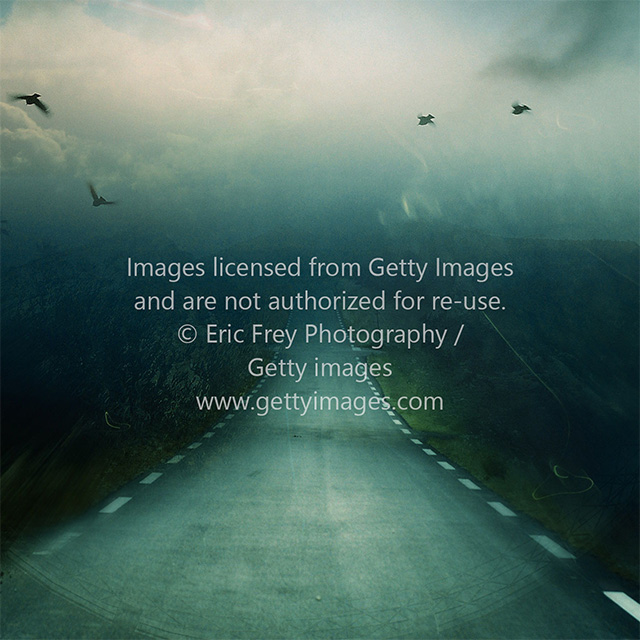 Images licensed from Getty Images
and are not authorized for re-use.
© Eric Frey Photography /
Getty images
www.gettyimages.com